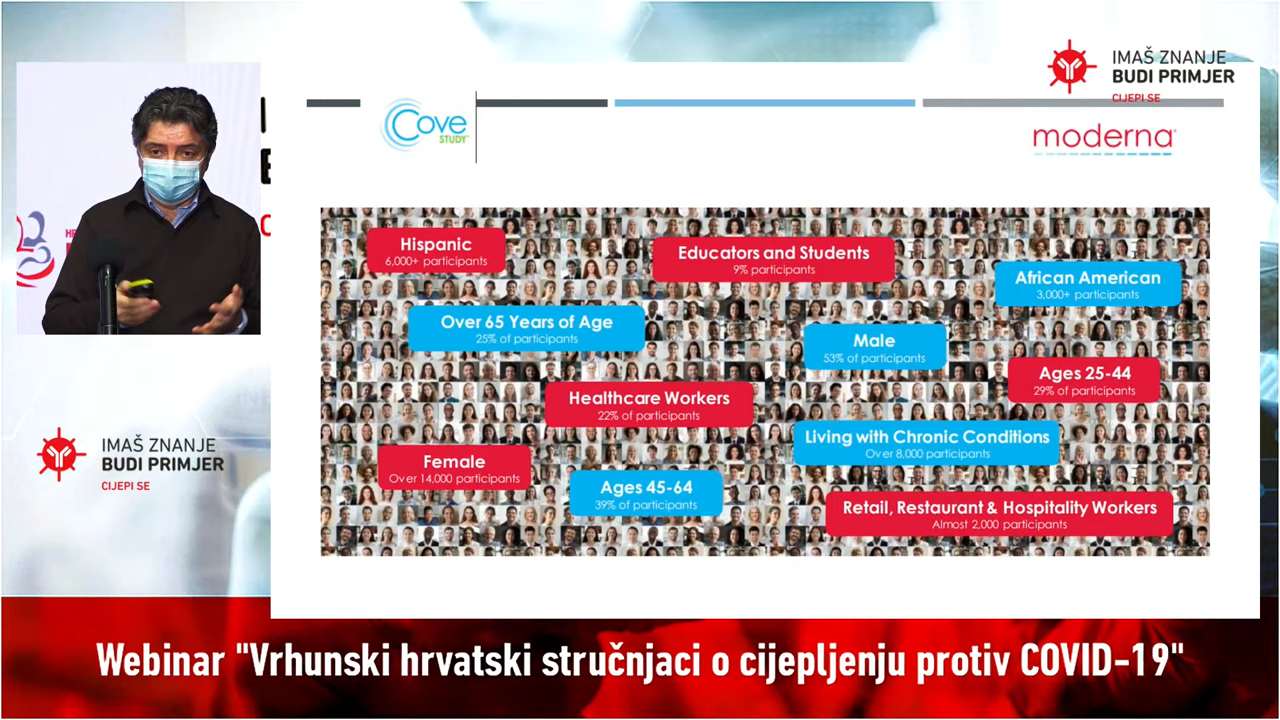 IMAŠ ZNANJE
BUDI PRIMJER
CIJEPI SE
Cove
STUDY
moderna
Hispanic
6,000+ participants
Educators and Students
9% participants
African American
3,000+ participants
Over 65 Years of Age
25% of participants
Male
53% of participants
Ages 25-44
29% of participants
Healthcare Workers
22% of participants
Living with Chronic Conditions
Over 8,000 participants
Female
Over 14,000 participants
Ages 45-64
39% of participants
Retail, Restaurant & Hospitality Workers
Almost 2,000 participants
IMAŠ ZNANJE
BUDI PRIMJER
CIJEPI SE
Webinar "Vrhunski hrvatski stručnjaci o cijepljenju protiv COVID-19"